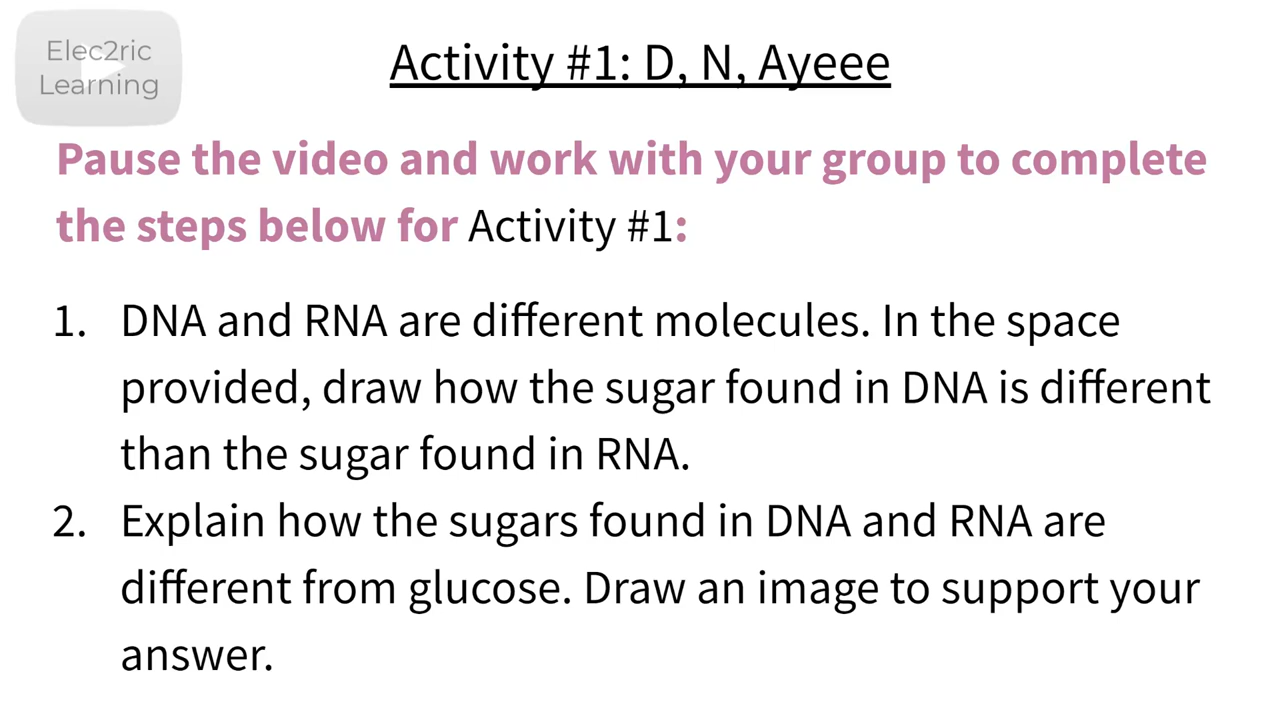 Elec2ric
Learning
Activity #1: D, N, Ayeee
Pause the video and work with your group to complete
the steps below for Activity #1:
1. DNA and RNA are different molecules. In the space
provided, draw how the sugar found in DNA is different
than the sugar found in RNA.
2. Explain how the sugars found in DNA and RNA are
different from glucose. Draw an image to support your
answer.